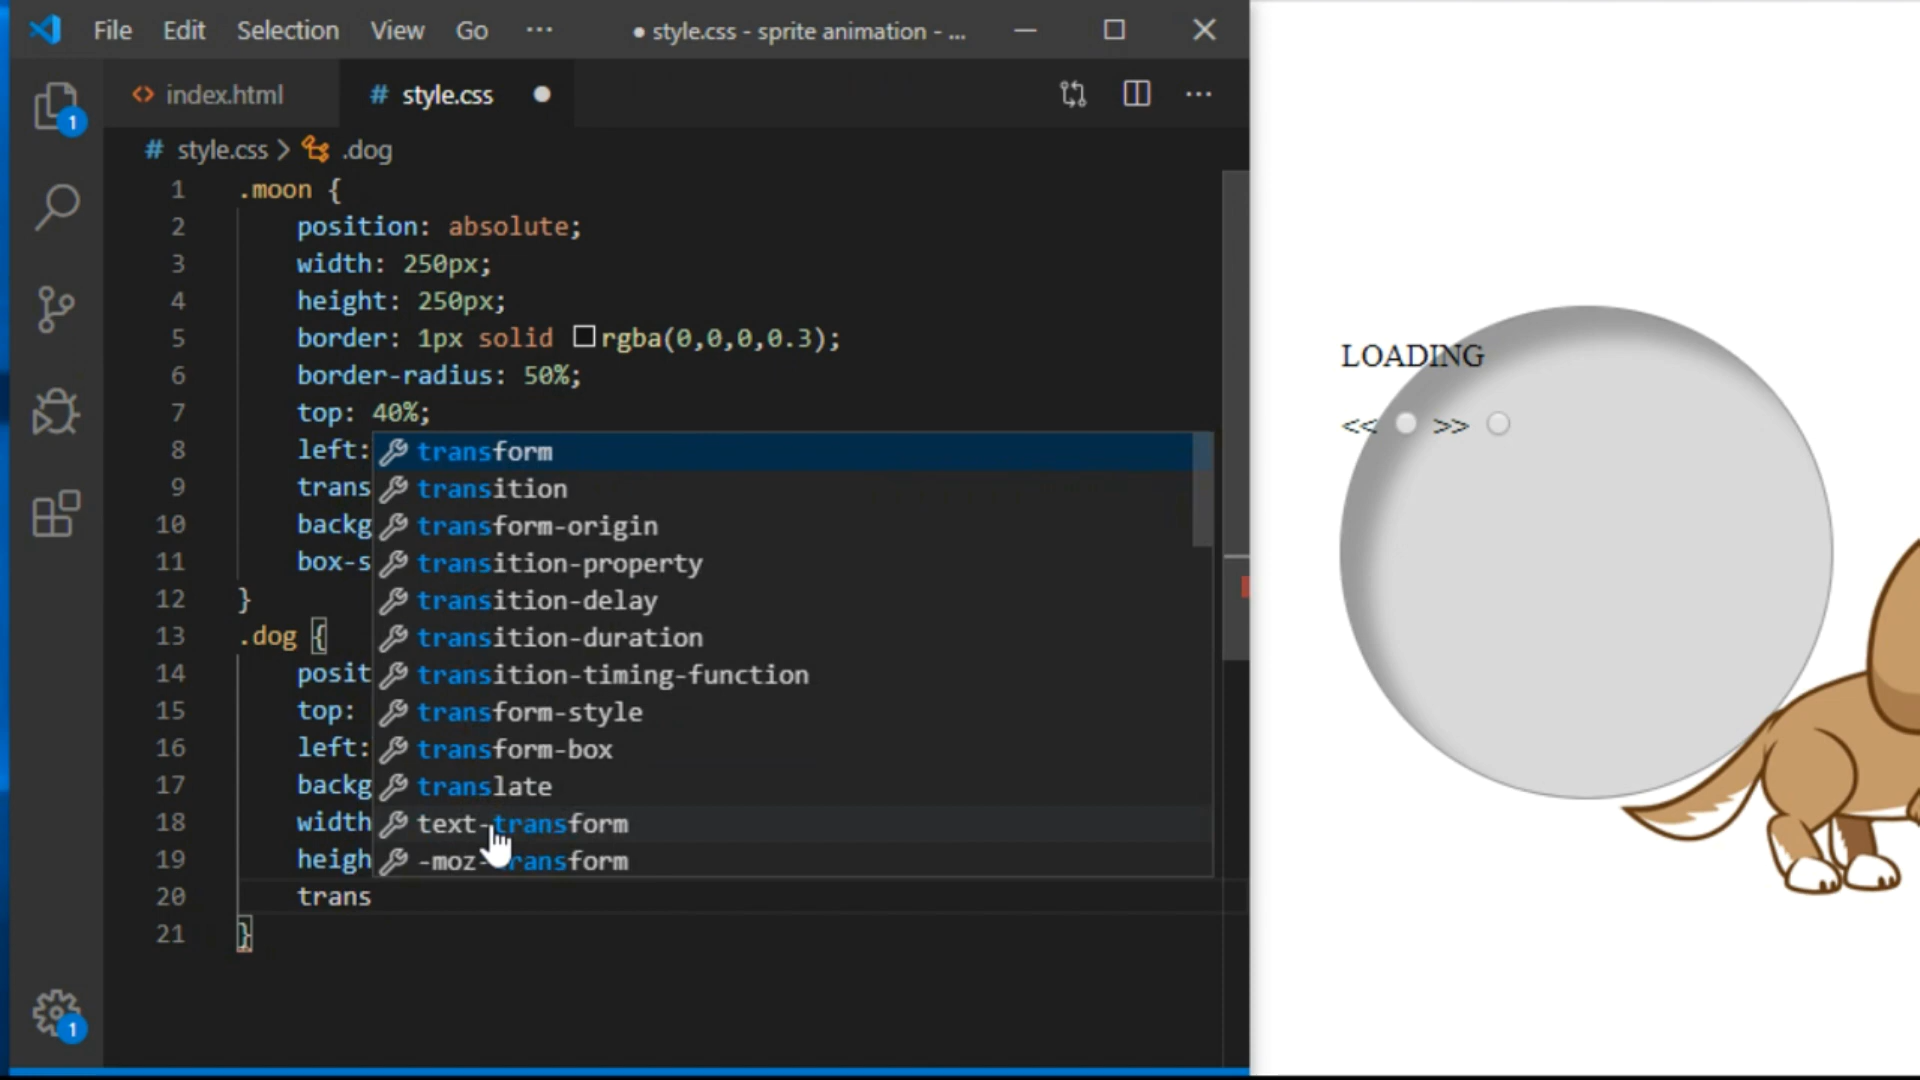 File Edit Selection View Go ··· ● style.css - sprite animation - ...
<> index.html # style.css ●
# style.css > .dog
1 .moon {
2 position: absolute;
3 width: 250px;
4 height: 250px;
5 border: 1px solid rgba(0,0,0,0.3);
6 border-radius: 50%;
7 top: 40%;
8 left:
9 trans
10 backg
11 box-s
12 }
13 .dog {
14 posit
15 top:
16 left:
17 backg
18 width
19 heigh
20 trans
21 }
transform
transition
transform-origin
transition-property
transition-delay
transition-duration
transition-timing-function
transform-style
transform-box
translate
text-transform
-moz-transform
1
1
LOADING
<< >>